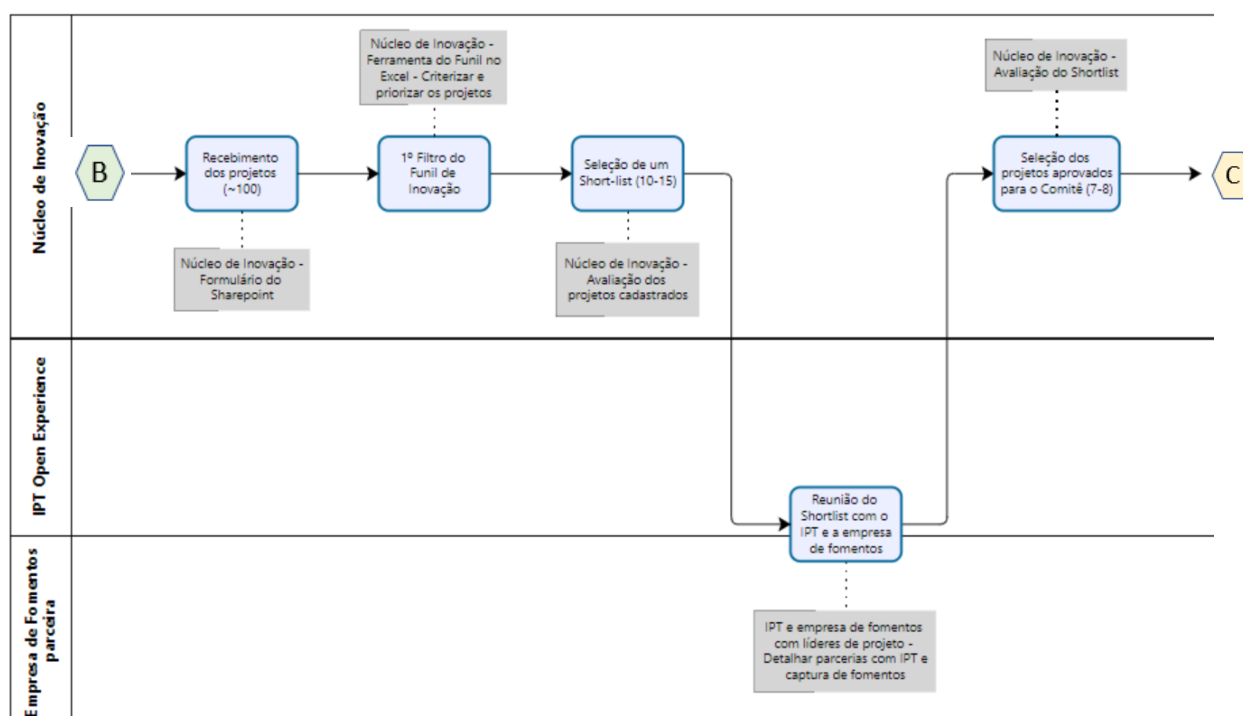 Núcleo de Inovação
B
Recebimento
dos projetos
(~100)
Núcleo de Inovação -
Formulário do
Sharepoint
Núcleo de Inovação -
Ferramenta do Funil no
Excel - Criterizar e
priorizar os projetos
1º Filtro do
Funil de
Inovação
Seleção de um
Short-list (10-15)
Núcleo de Inovação -
Avaliação dos
projetos cadastrados
Núcleo de Inovação -
Avaliação do Shortlist
Seleção dos
projetos aprovados
para o Comitê (7-8)
C
IPT Open Experience
Reunião do
Shortlist com o
IPT e a empresa
de fomentos
Empresa de Fomentos
parceira
IPT e empresa de fomentos
com líderes de projeto -
Detalhar parcerias com IPT e
captura de fomentos